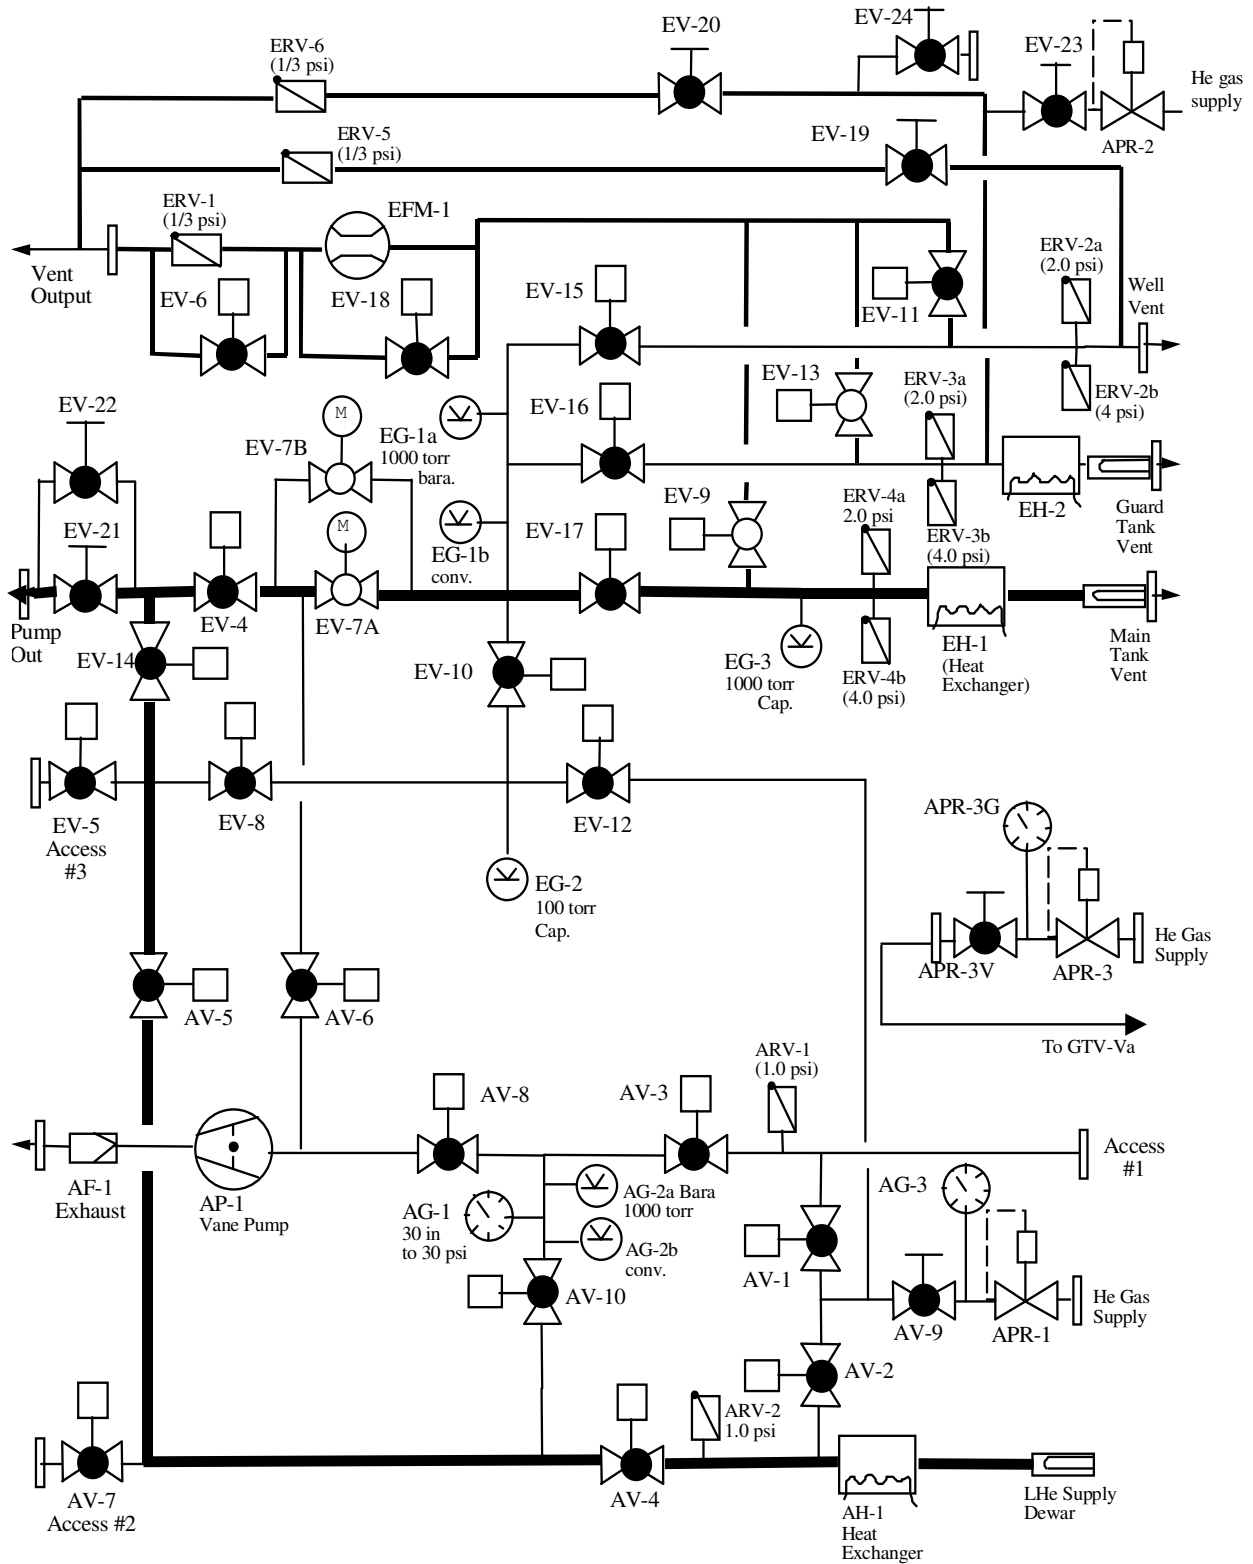 EV-24
EV-20
ERV-6
(1/3 psi)
EV-23
He gas
supply
ERV-5
(1/3 psi)
EV-19
APR-2
ERV-1
(1/3 psi)
EFM-1
ERV-2a
(2.0 psi)
Vent
Output
EV-6
EV-18
EV-15
EV-11
Well
Vent
EV-13
ERV-3a
(2.0 psi)
ERV-2b
(4 psi)
EV-22
M
EV-7B
EG-1a
1000 torr
bara.
EV-16
EV-21
M
EG-1b
conv.
EV-17
EV-9
ERV-4a
2.0 psi
ERV-3b
(4.0 psi)
EH-2
Guard
Tank
Vent
Pump
Out
EV-4
EV-7A
EV-14
EV-10
EG-3
1000 torr
Cap.
ERV-4b
(4.0 psi)
EH-1
(Heat
Exchanger)
Main
Tank
Vent
EV-5
Access
#3
EV-8
EV-12
APR-3G
EG-2
100 torr
Cap.
APR-3V
APR-3
He Gas
Supply
AV-5
AV-6
To GTV-Va
ARV-1
(1.0 psi)
AV-8
AV-3
Access
#1
AF-1
Exhaust
AP-1
Vane Pump
AG-1
30 in
to 30 psi
AG-2a Bara
1000 torr
AG-2b
conv.
AG-3
AV-1
AV-10
AV-9
APR-1
He Gas
Supply
AV-2
ARV-2
1.0 psi
AV-7
Access #2
AV-4
AH-1
Heat
Exchanger
LHe Supply
Dewar